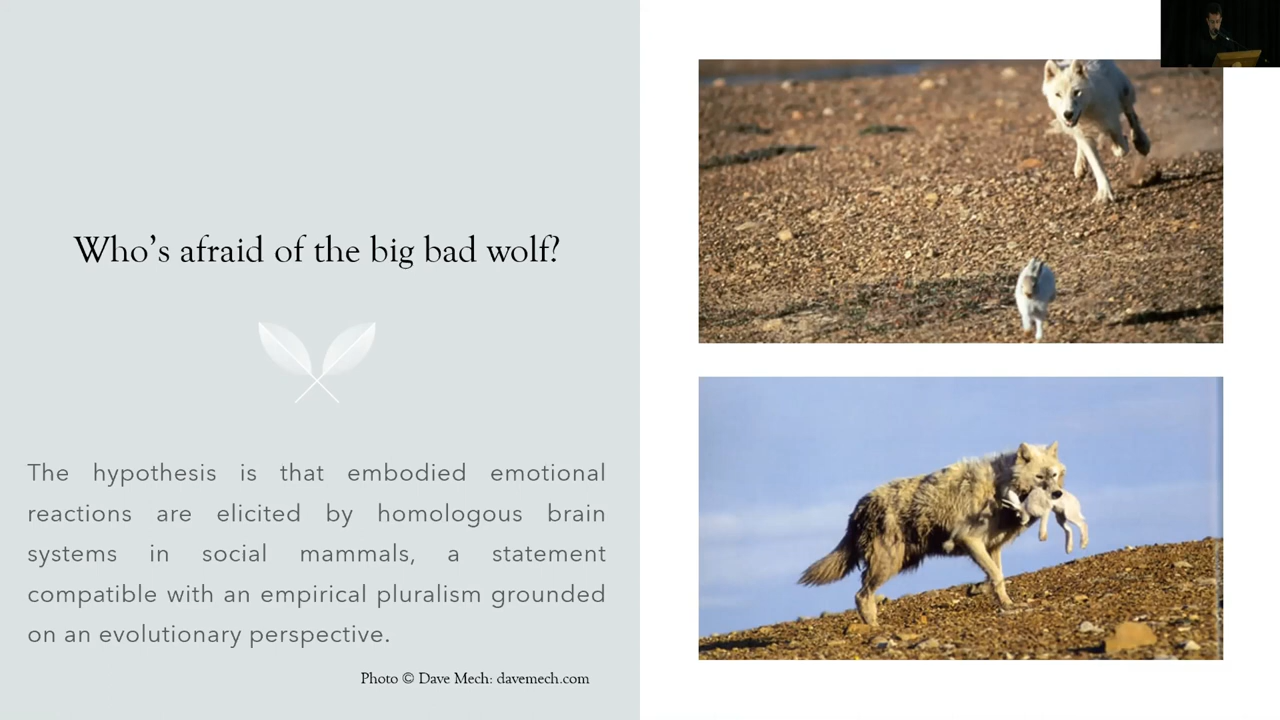 Who's afraid of the big bad wolf?
The hypothesis is that embodied emotional
reactions are elicited by homologous brain
systems in social mammals, a statement
compatible with an empirical pluralism grounded
on an evolutionary perspective.
Photo © Dave Mech: davemech.com